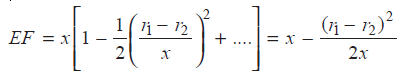 EF = x[1 − 1/2((r₁ − r₂)/x)² + ....] = x − (r₁ − r₂)²/2x